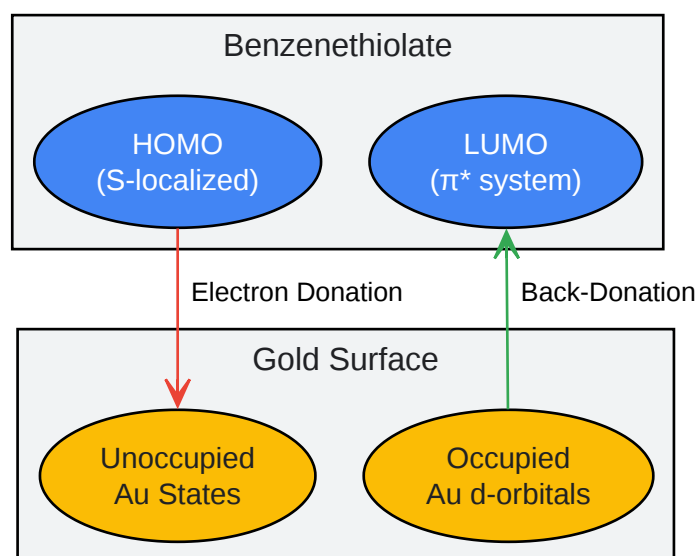 Benzenethiolate
HOMO
(S-localized)
LUMO
(π* system)
Electron Donation
Back-Donation
Gold Surface
Unoccupied
Au States
Occupied
Au d-orbitals